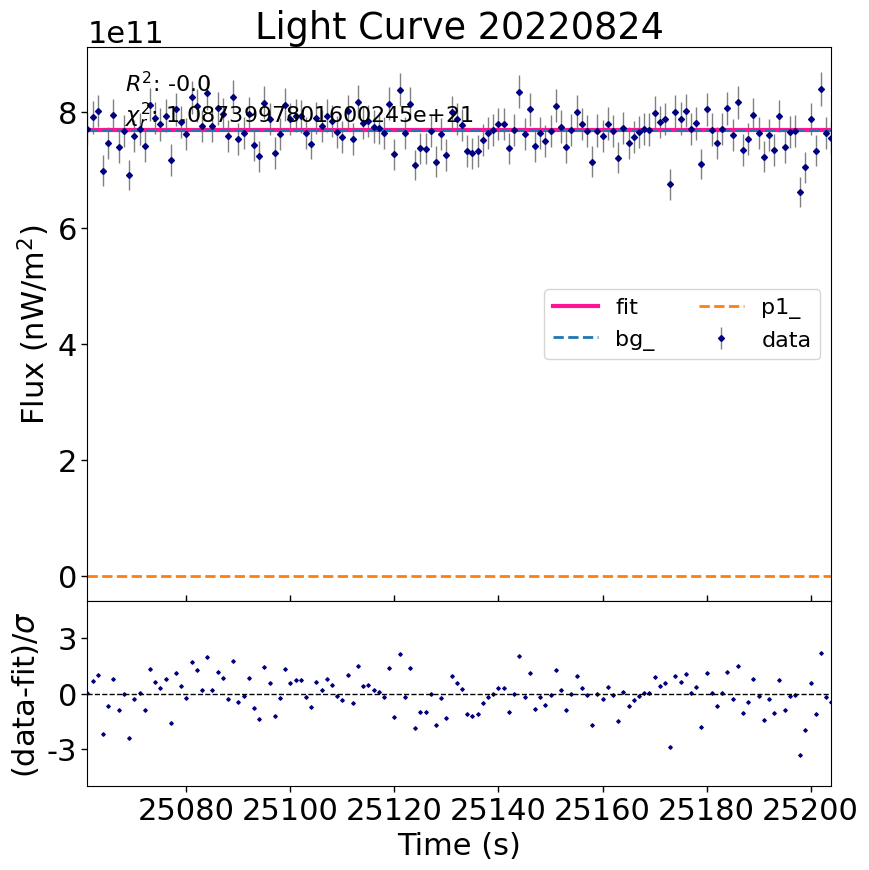 Light Curve 20220824
1e11
R²: -0.0
χ²ᵣ: 1.0873997801600245e+21
8
6
4
2
0
Flux (nW/m²)
fit
p1_
bg_
data
3
0
-3
(data-fit)/σ
25080 25100 25120 25140 25160 25180 25200
Time (s)